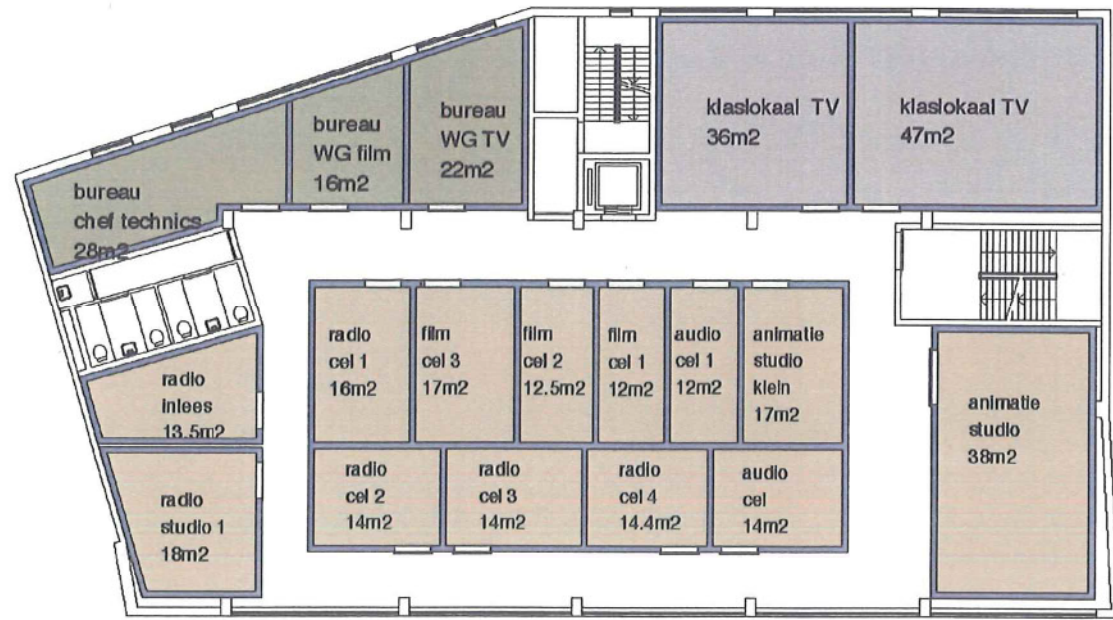 bureau
chef technics
28m2
bureau
WG film
16m2
bureau
WG TV
22m2
klaslokaal TV
36m2
klaslokaal TV
47m2
radio
cel 1
16m2
film
cel 3
17m2
film
cel 2
12.5m2
film
cel 1
12m2
audio
cel 1
12m2
animatie
studio
klein
17m2
radio
inlees
13.5m2
animatie
studio
38m2
radio
cel 2
14m2
radio
cel 3
14m2
radio
cel 4
14.4m2
audio
cel
14m2
radio
studio 1
18m2